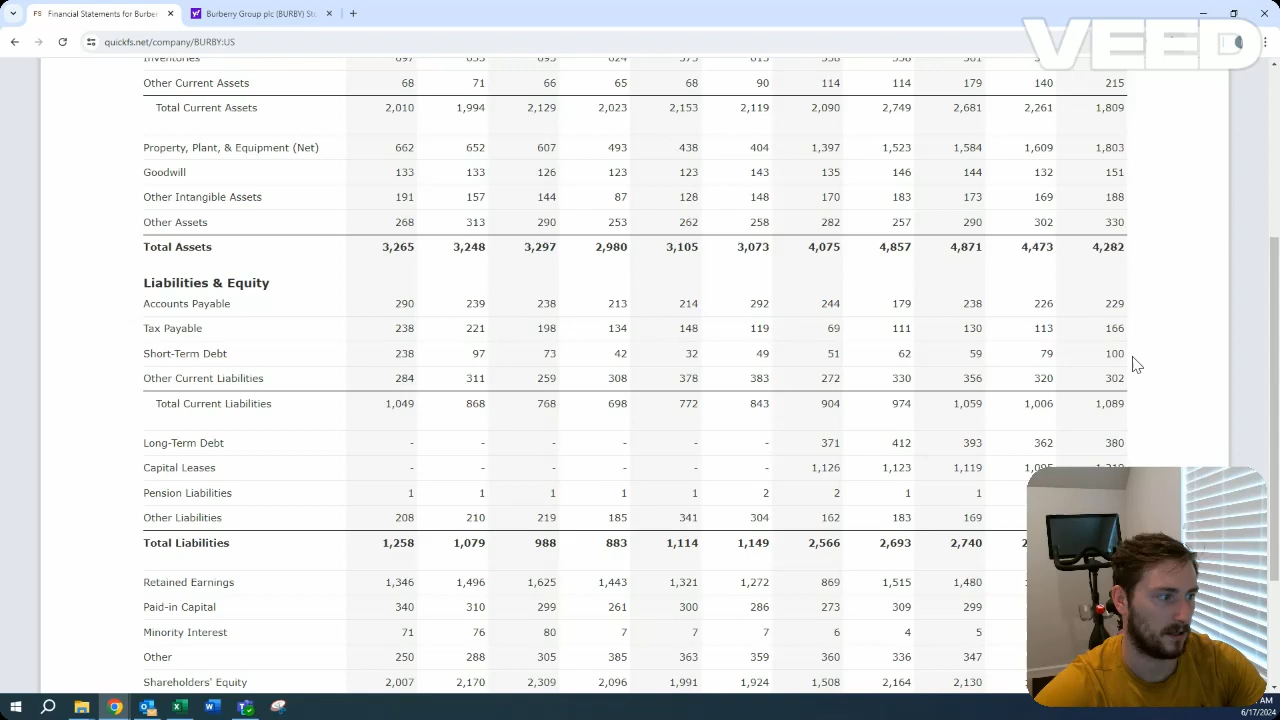 Financial Statements for Burbe
Burberry Group plc (BURBY) Sto
quickfs.net/company/BURBY:US
VEED
Inventories
Other Current Assets 68 71 66 65 68 90 114 114 179 140 215
Total Current Assets 2,010 1,994 2,129 2,023 2,153 2,119 2,090 2,749 2,681 2,261 1,809
Property, Plant, & Equipment (Net) 662 652 607 493 438 404 1,397 1,523 1,584 1,609 1,803
Goodwill 133 133 126 123 123 143 135 146 144 132 151
Other Intangible Assets 191 157 144 87 128 148 170 183 173 169 188
Other Assets 268 313 290 253 262 258 282 257 290 302 330
Total Assets 3,265 3,248 3,297 2,980 3,105 3,073 4,075 4,857 4,871 4,473 4,282
Liabilities & Equity
Accounts Payable 290 239 238 213 214 292 244 179 238 226 229
Tax Payable 238 221 198 134 148 119 69 111 130 113 166
Short-Term Debt 238 97 73 42 32 49 51 62 59 79 100
Other Current Liabilities 284 311 259 308 378 383 272 330 356 320 302
Total Current Liabilities 1,049 868 768 698 772 843 904 974 1,059 1,006 1,089
Long-Term Debt - - - - - - 371 412 393 362 380
Capital Leases - - - - - - 1,126 1,123 1,119
Pension Liabilities 1 1 1 1 1 2 2 1 1
Other Liabilities 208 210 219 185 341 304 162 183 169
Total Liabilities 1,258 1,079 988 883 1,114 1,149 2,566 2,693 2,740
Retained Earnings 1,346 1,496 1,625 1,443 1,321 1,272 869 1,515 1,480
Paid-in Capital 340 310 299 261 300 286 273 309 299
Minority Interest 71 76 80 7 7 7 6 4 5
Other 250 288 305 385 363 359 360 336 347
Shareholders' Equity 2,007 2,170 2,309 2,096 1,991 1,924 1,508 2,164 2,130
AM
6/17/2024